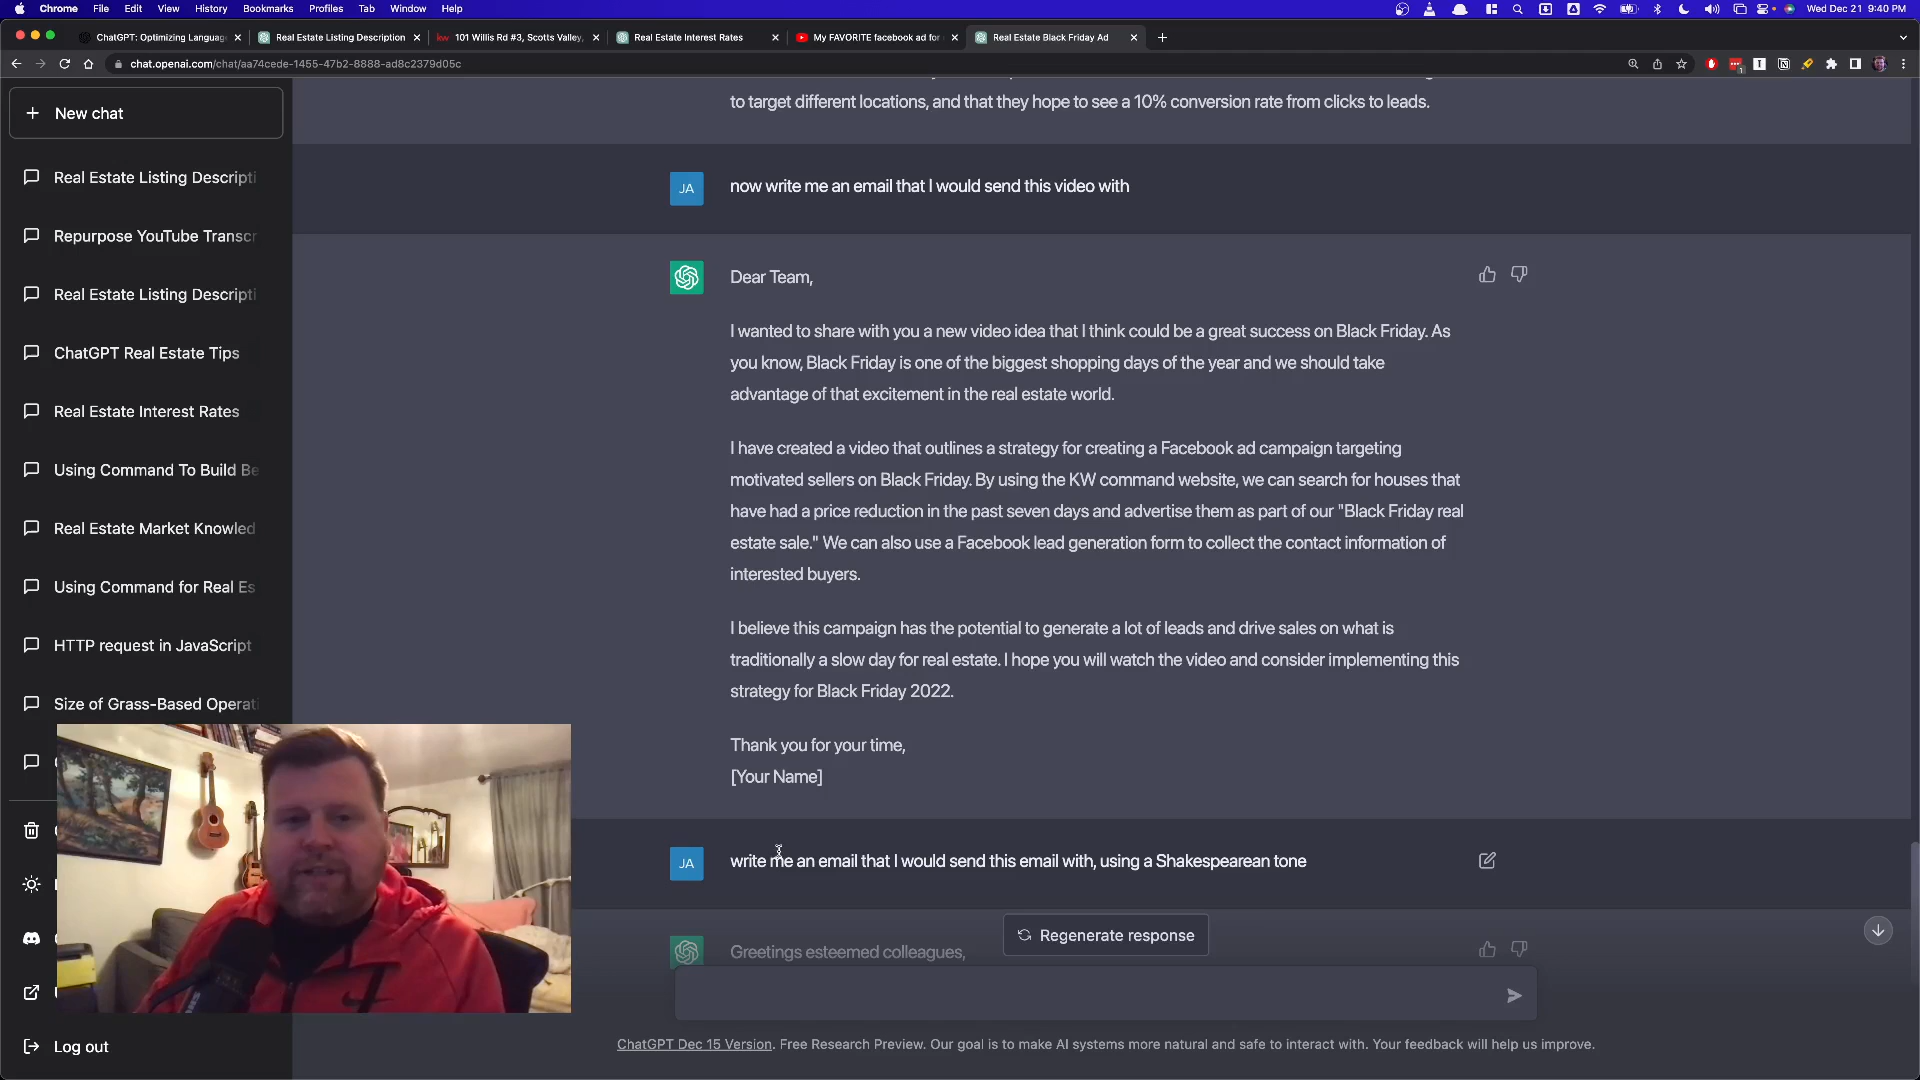 Chrome File Edit View History Bookmarks Profiles Tab Window Help Wed Dec 21 9:40 PM
ChatGPT: Optimizing Langua Real Estate Listing Description 101 Willis Rd #3, Scotts Valley, Real Estate Interest Rates My FAVORITE facebook ad for Real Estate Black Friday Ad
chat.openai.com/chat/aa74cede-1455-47b2-8888-ad8c2379d05c
New chat
Real Estate Listing Descripti
Repurpose YouTube Transcr
Real Estate Listing Descripti
ChatGPT Real Estate Tips
Real Estate Interest Rates
Using Command To Build Be
Real Estate Market Knowled
Using Command for Real Es
HTTP request in JavaScript
Size of Grass-Based Operat
Log out
to target different locations, and that they hope to see a 10% conversion rate from clicks to leads.
JA now write me an email that I would send this video with
Dear Team,
I wanted to share with you a new video idea that I think could be a great success on Black Friday. As
you know, Black Friday is one of the biggest shopping days of the year and we should take
advantage of that excitement in the real estate world.
I have created a video that outlines a strategy for creating a Facebook ad campaign targeting
motivated sellers on Black Friday. By using the KW command website, we can search for houses that
have had a price reduction in the past seven days and advertise them as part of our "Black Friday real
estate sale." We can also use a Facebook lead generation form to collect the contact information of
interested buyers.
I believe this campaign has the potential to generate a lot of leads and drive sales on what is
traditionally a slow day for real estate. I hope you will watch the video and consider implementing this
strategy for Black Friday 2022.
Thank you for your time,
[Your Name]
JA write me an email that I would send this email with, using a Shakespearean tone
Regenerate response
Greetings esteemed colleagues,
ChatGPT Dec 15 Version. Free Research Preview. Our goal is to make AI systems more natural and safe to interact with. Your feedback will help us improve.